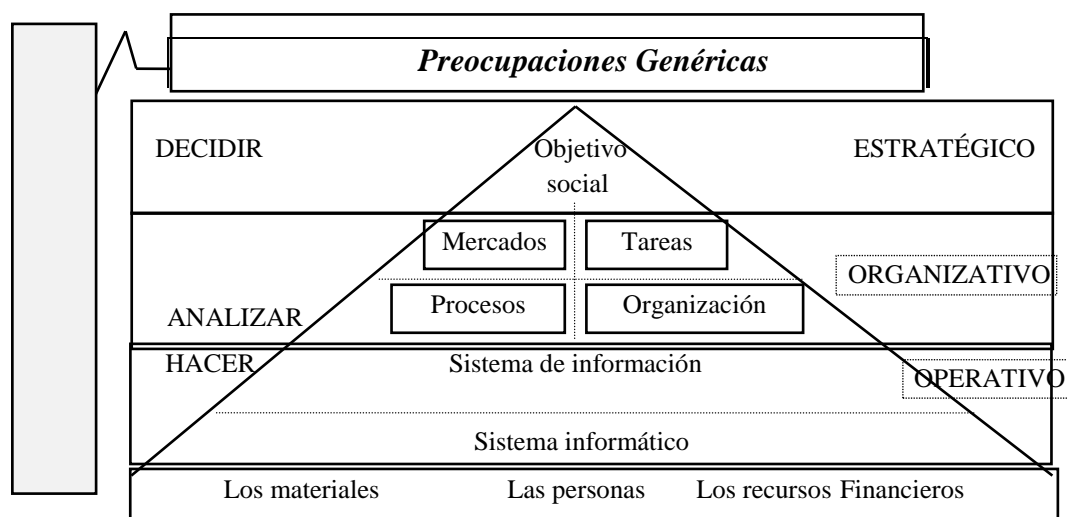 Preocupaciones Genéricas
DECIDIR
Objetivo
social
ESTRATÉGICO
Mercados
Tareas
ORGANIZATIVO
Procesos
Organización
ANALIZAR
HACER
Sistema de información
OPERATIVO
Sistema informático
Los materiales
Las personas
Los recursos Financieros